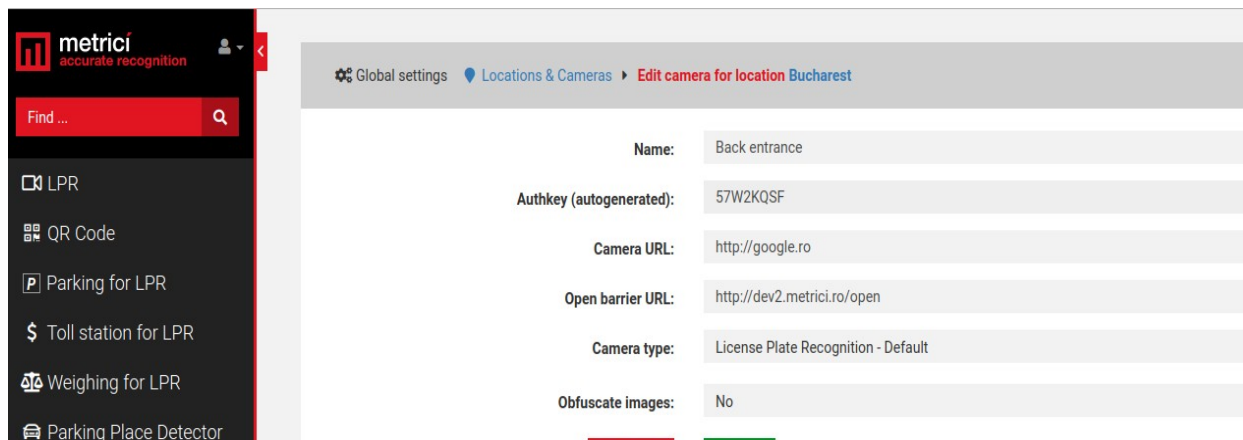 metrici
accurate recognition
Find ...
LPR
QR Code
P Parking for LPR
$ Toll station for LPR
Weighing for LPR
Parking Place Detector
Global settings Locations & Cameras Edit camera for location Bucharest
Name: Back entrance
Authkey (autogenerated): 57W2KQSF
Camera URL: http://google.ro
Open barrier URL: http://dev2.metrici.ro/open
Camera type: License Plate Recognition - Default
Obfuscate images: No